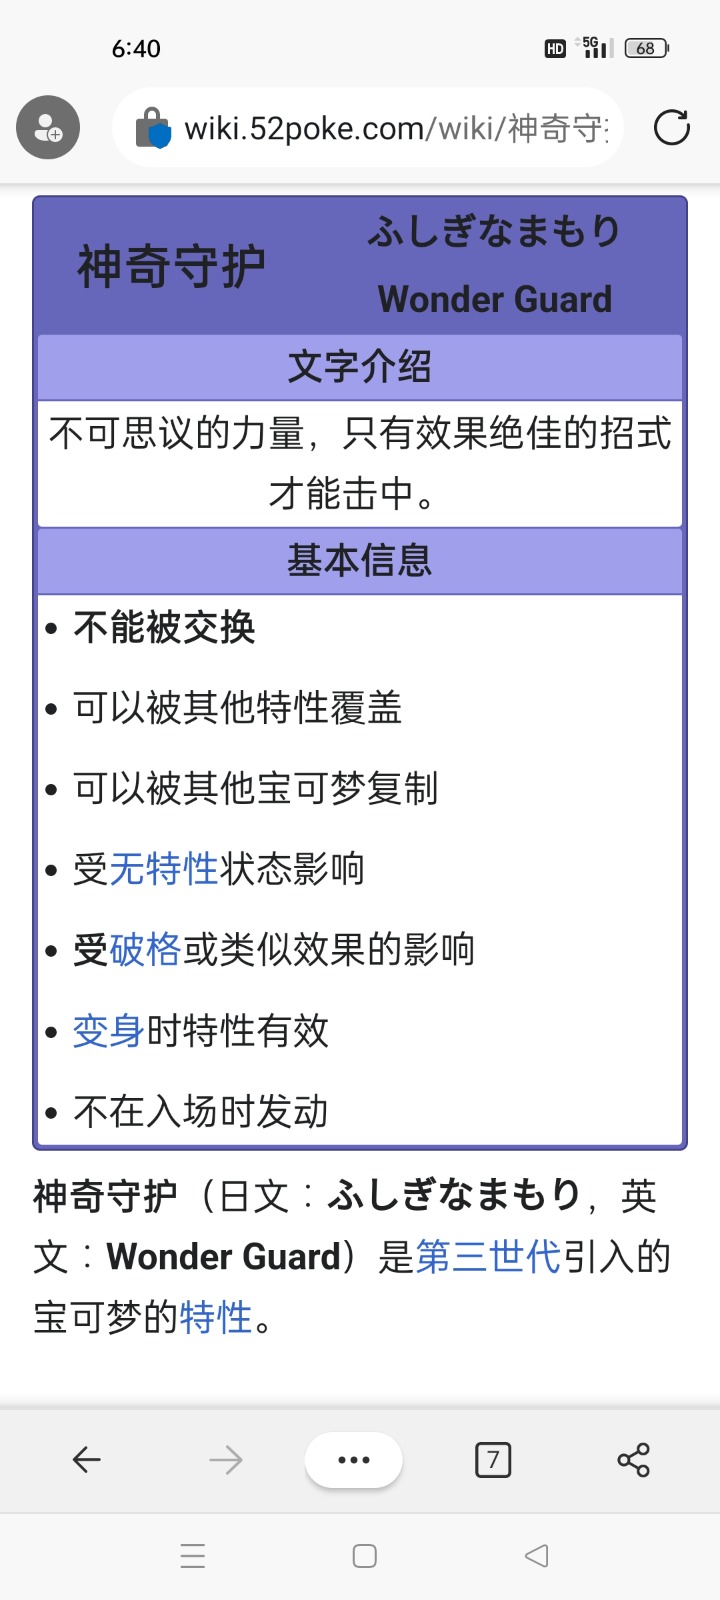 6:40
HD 5G 68
wiki.52poke.com/wiki/神奇守
神奇守护
ふしぎなまもり
Wonder Guard
文字介绍
不可思议的力量，只有效果绝佳的招式
才能击中。
基本信息
• 不能被交换
• 可以被其他特性覆盖
• 可以被其他宝可梦复制
• 受无特性状态影响
• 受破格或类似效果的影响
• 变身时特性有效
• 不在入场时发动
神奇守护（日文：ふしぎなまもり，英
文：Wonder Guard）是第三世代引入的
宝可梦的特性。
7